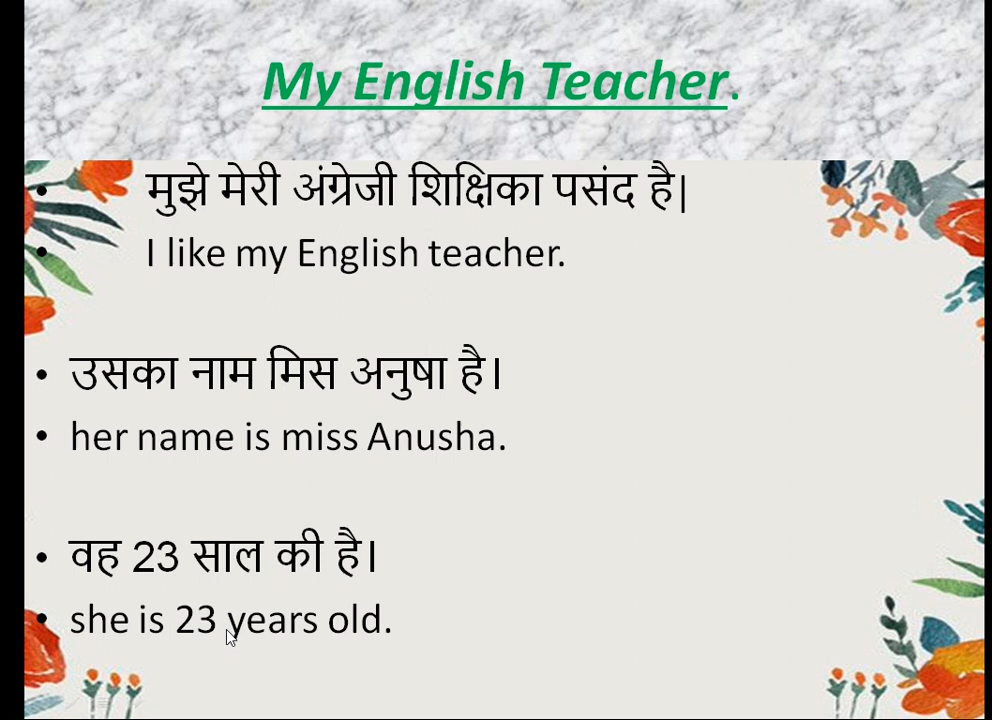 My English Teacher.
• मुझे मेरी अंग्रेजी शिक्षिका पसंद है|
• I like my English teacher.
• उसका नाम मिस अनुषा है।
• her name is miss Anusha.
• वह 23 साल की है।
• she is 23 years old.